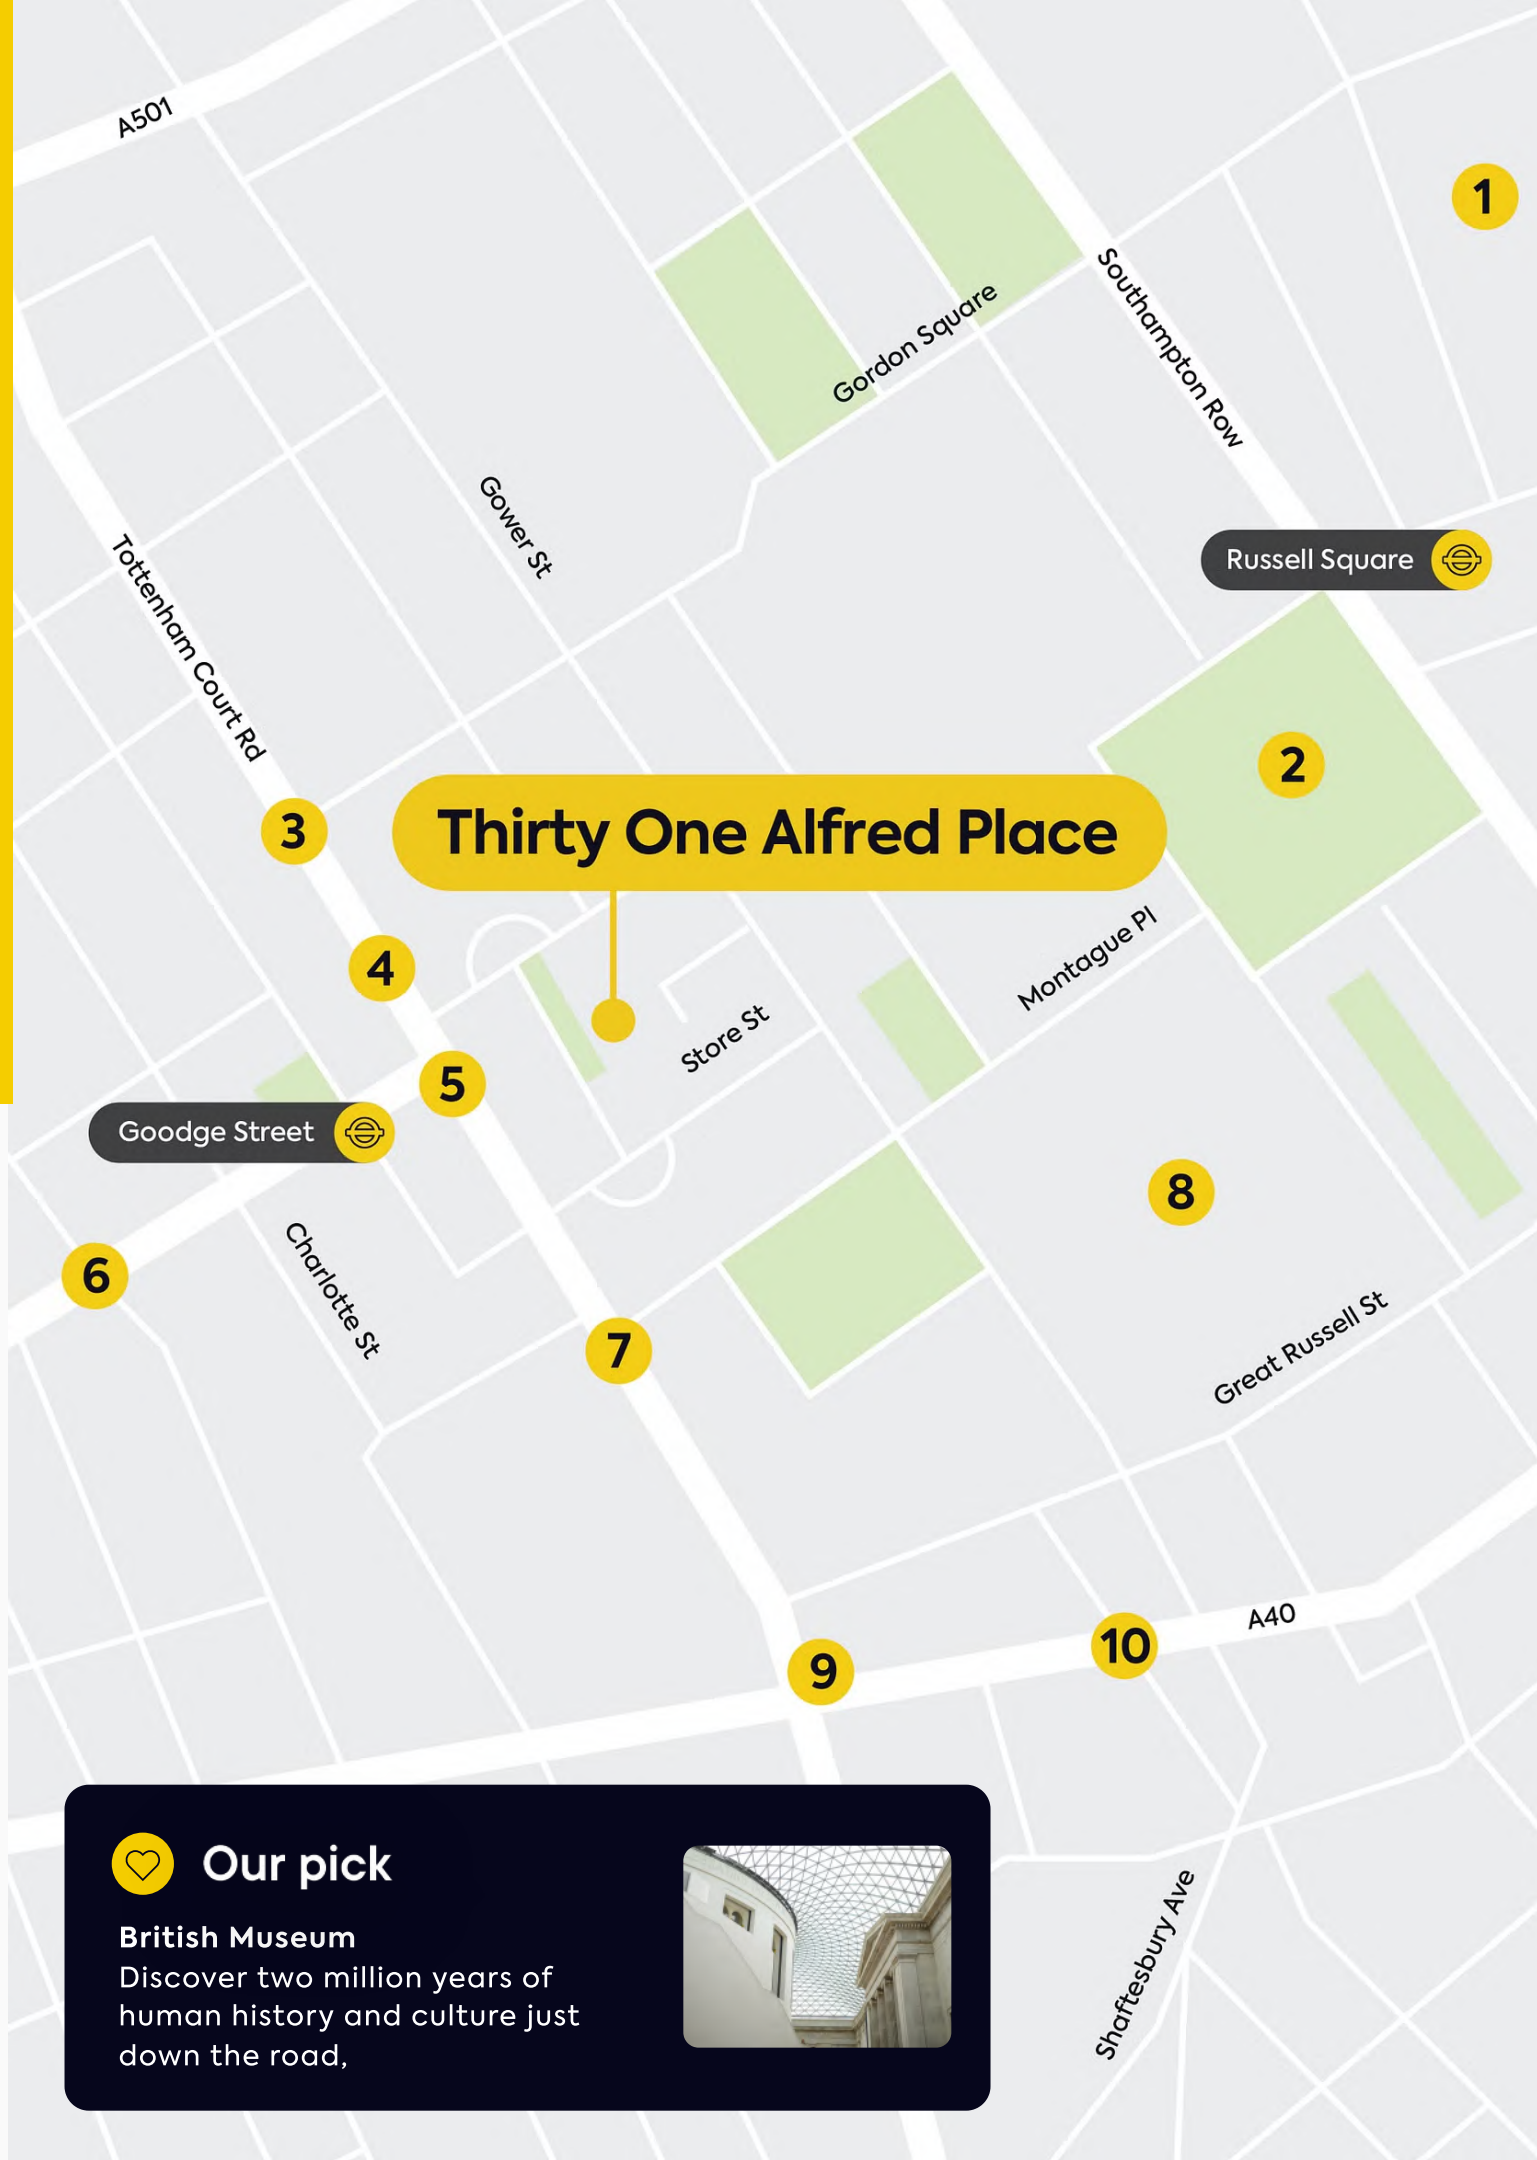 A501
1
Southampton Row
Gordon Square
Gower St
Russell Square
Tottenham Court Rd
2
3
Thirty One Alfred Place
4
Montague Pl
Store St
5
Goodge Street
8
6
Charlotte St
7
Great Russell St
A40
10
9
Our pick
British Museum
Discover two million years of
human history and culture just
down the road,
Shaftesbury Ave